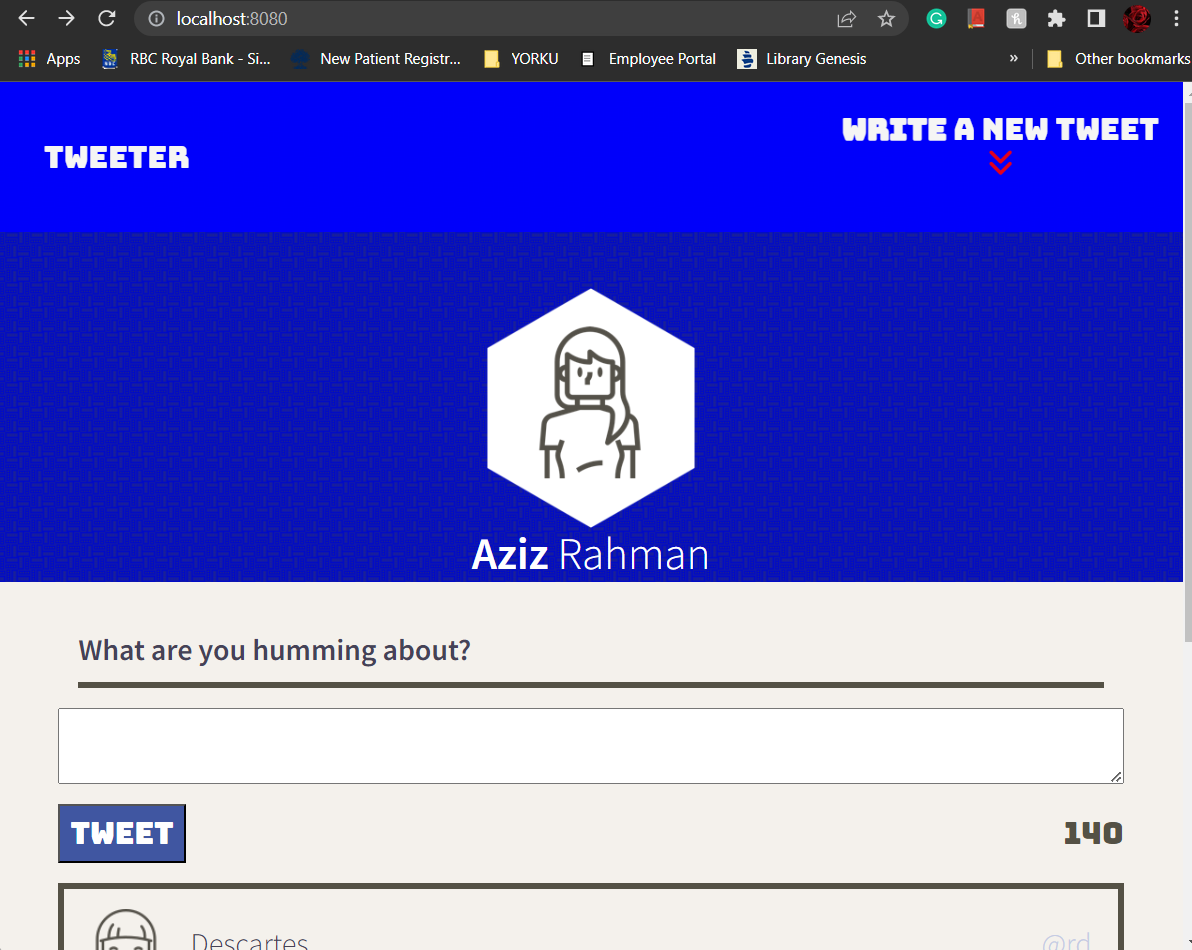 localhost:8080
Apps RBC Royal Bank - Si... New Patient Registr... YORKU Employee Portal Library Genesis » Other bookmarks
WRITE A NEW TWEET
TWEETER
Aziz Rahman
What are you humming about?
TWEET 140
Descartes @rd